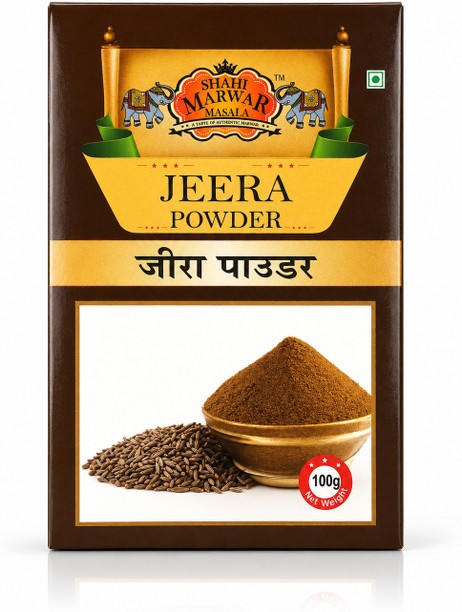 SHAHI
MARWAR
MASALA
TM
A TASTE OF AUTHENTIC MARWAR
JEERA
POWDER
जीरा पाउडर
100g
Net Weight